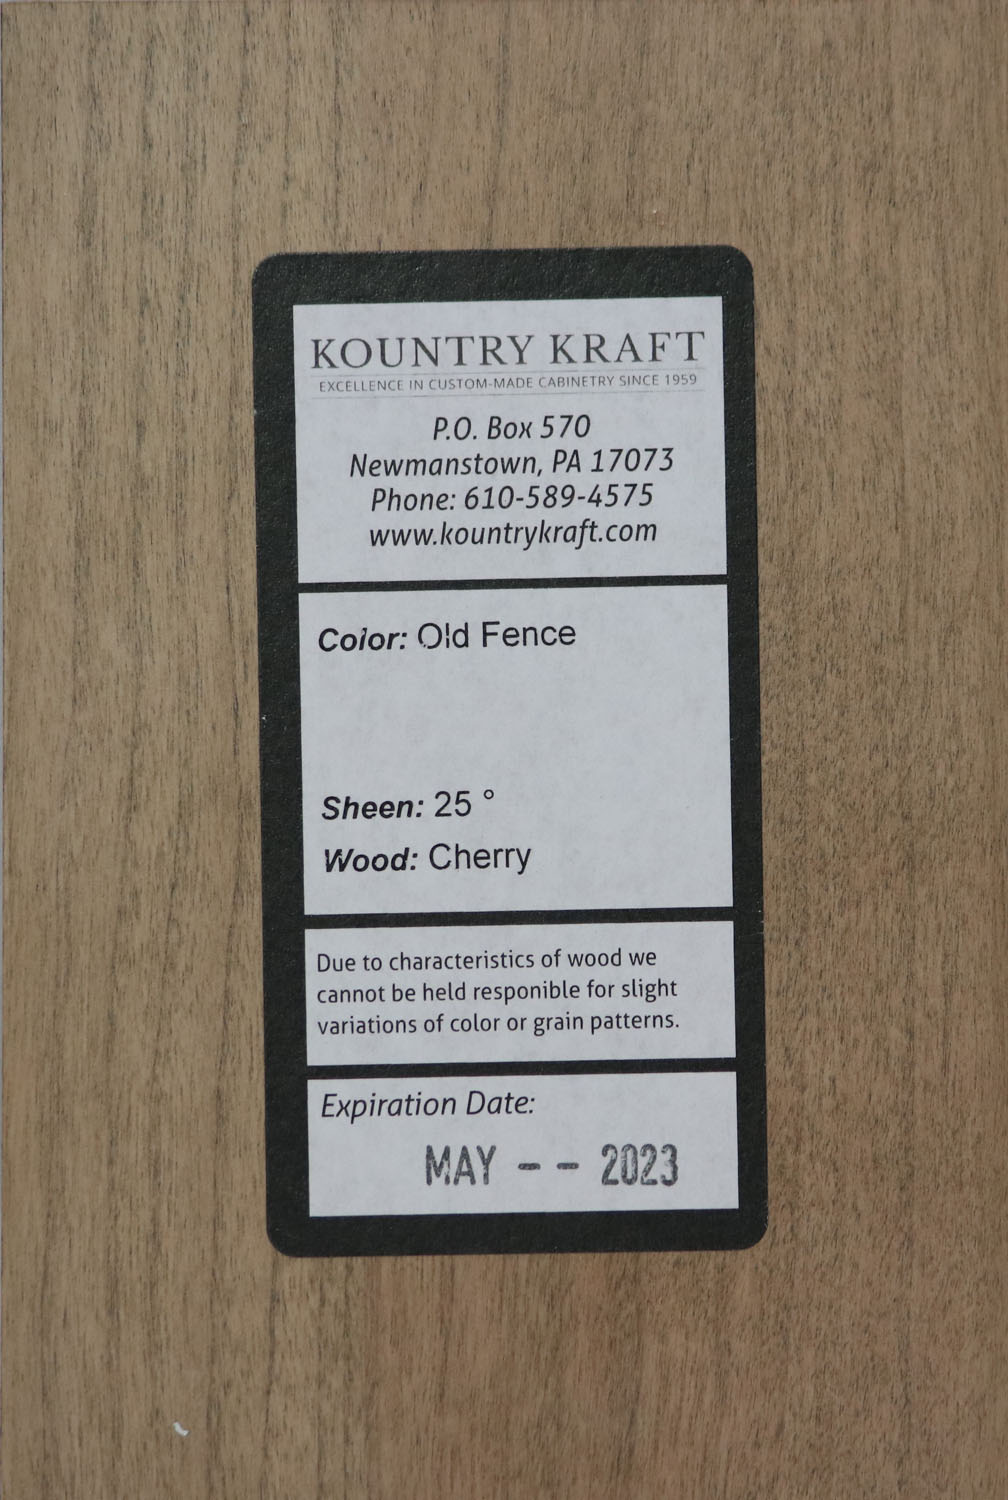 KOUNTRY KRAFT
EXCELLENCE IN CUSTOM-MADE CABINETRY SINCE 1959
P.O. Box 570
Newmanstown, PA 17073
Phone: 610-589-4575
www.kountrykraft.com
Color: Old Fence
Sheen: 25 °
Wood: Cherry
Due to characteristics of wood we
cannot be held responible for slight
variations of color or grain patterns.
Expiration Date:
MAY -- 2023